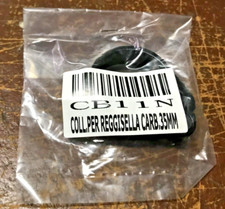 CB11N
COLL.PER REGGISELLA CARB.35MM